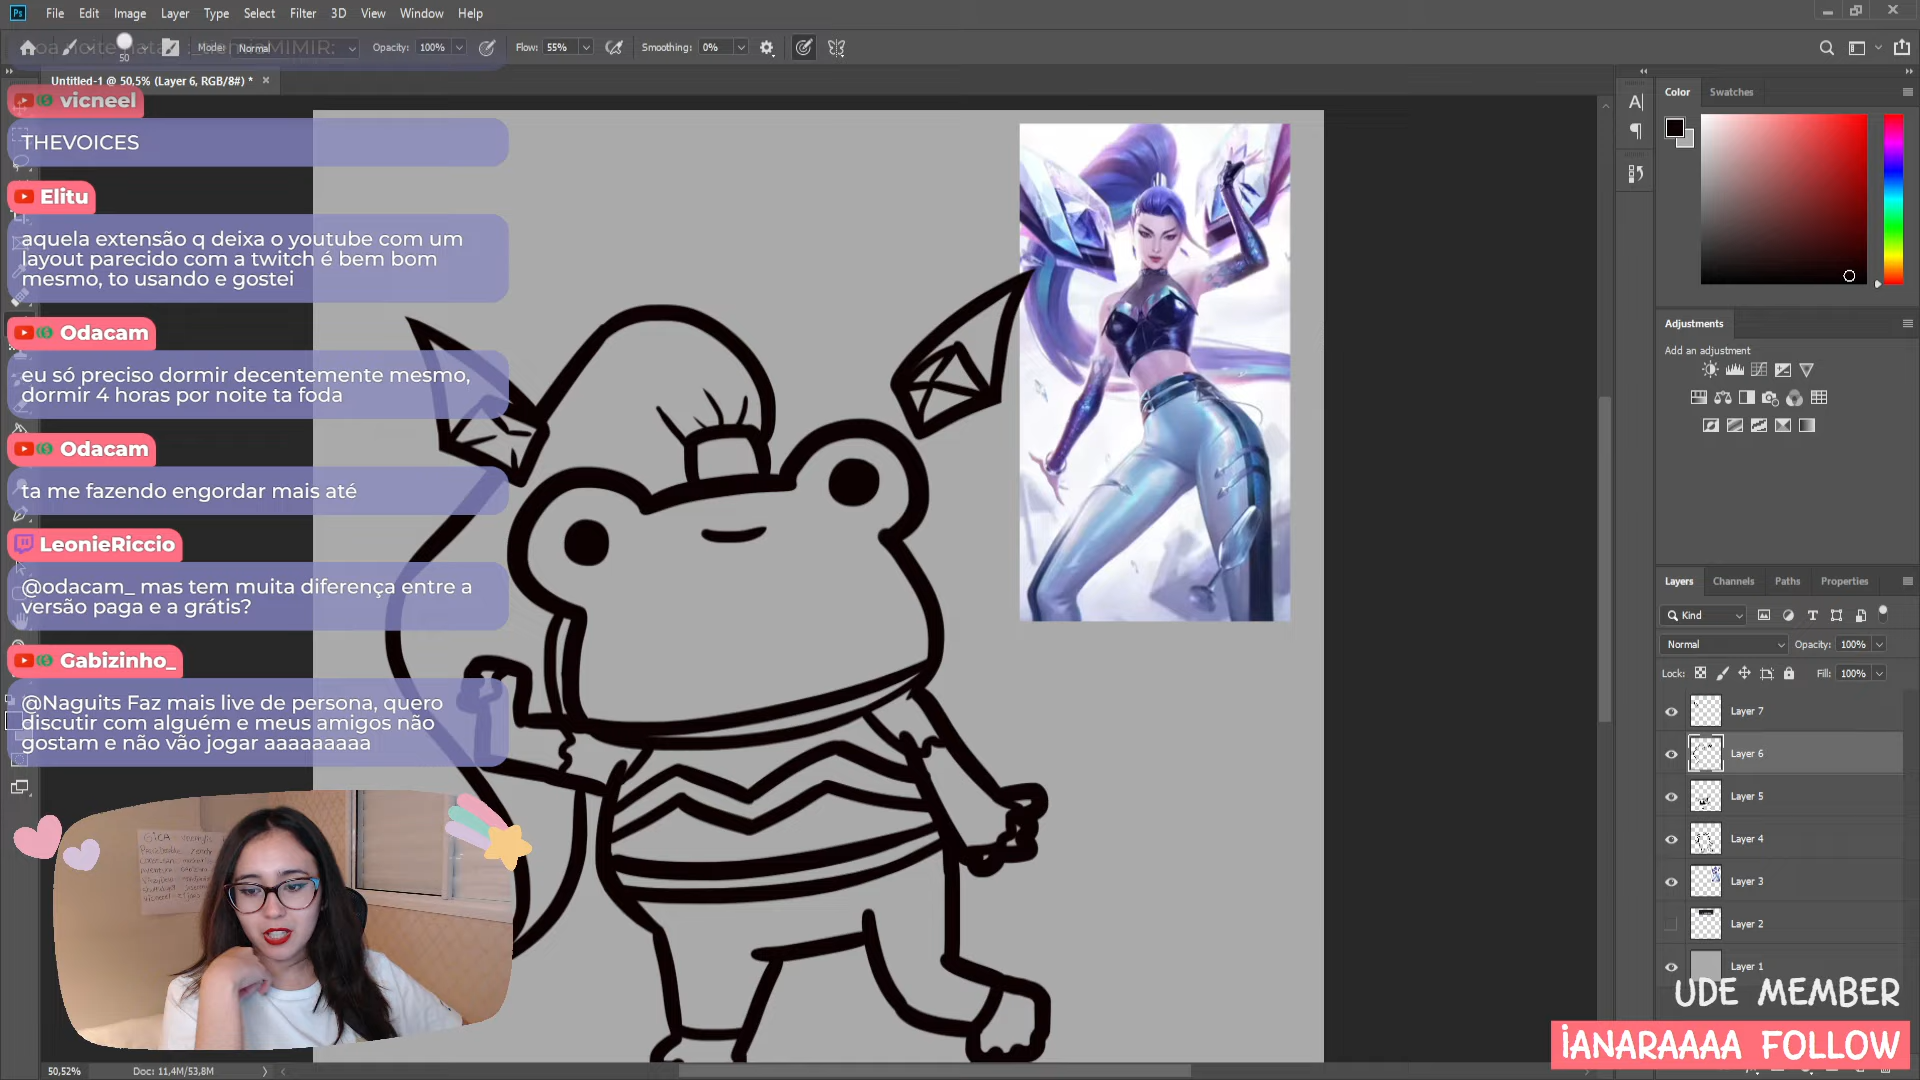 File Edit Image Layer Type Select Filter 3D View Window Help
Mode: Normal Opacity: 100% Flow: 55% Smoothing: 0%
50
Untitled-1 @ 50,5% (Layer 6, RGB/8#) *
vicneel
THEVOICES
Elitu
aquela extensão q deixa o youtube com um
layout parecido com a twitch é bem bom
mesmo, to usando e gostei
Odacam
eu só preciso dormir decentemente mesmo,
dormir 4 horas por noite ta foda
Odacam
ta me fazendo engordar mais até
LeonieRiccio
@odacam_ mas tem muita diferença entre a
versão paga e a grátis?
Gabizinho_
@Naguits Faz mais live de persona, quero
discutir com alguém e meus amigos não
gostam e não vão jogar aaaaaaaaa
Color Swatches
Adjustments
Add an adjustment
Layers Channels Paths Properties
Kind
Normal Opacity: 100%
Lock: Fill: 100%
Layer 7
Layer 6
Layer 5
Layer 4
Layer 3
Layer 2
Layer 1
UDE MEMBER
IANARAAAA FOLLOW
50,52% Doc: 11,4M/53,8M